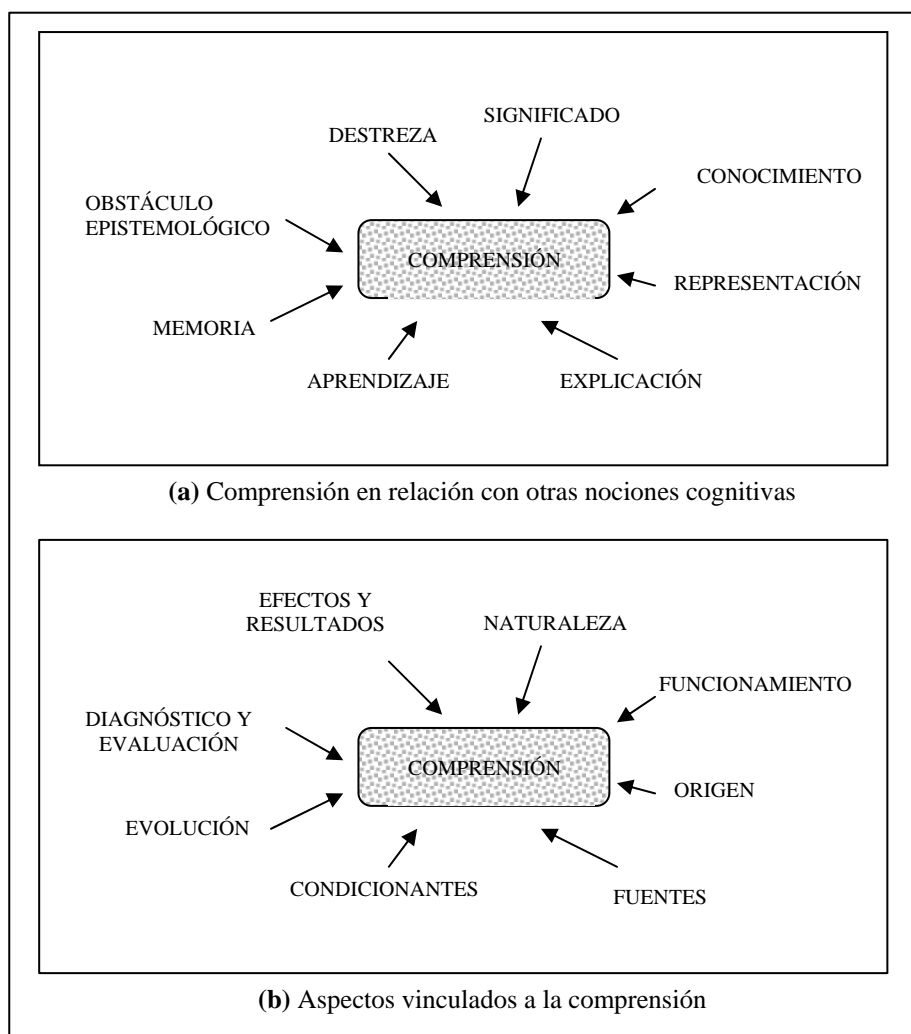 SIGNIFICADO
DESTREZA
CONOCIMIENTO
OBSTÁCULO
EPISTEMOLÓGICO
COMPRENSIÓN
REPRESENTACIÓN
MEMORIA
APRENDIZAJE
EXPLICACIÓN
(a) Comprensión en relación con otras nociones cognitivas
EFECTOS Y
RESULTADOS
NATURALEZA
FUNCIONAMIENTO
DIAGNÓSTICO Y
EVALUACIÓN
COMPRENSIÓN
ORIGEN
EVOLUCIÓN
CONDICIONANTES
FUENTES
(b) Aspectos vinculados a la comprensión